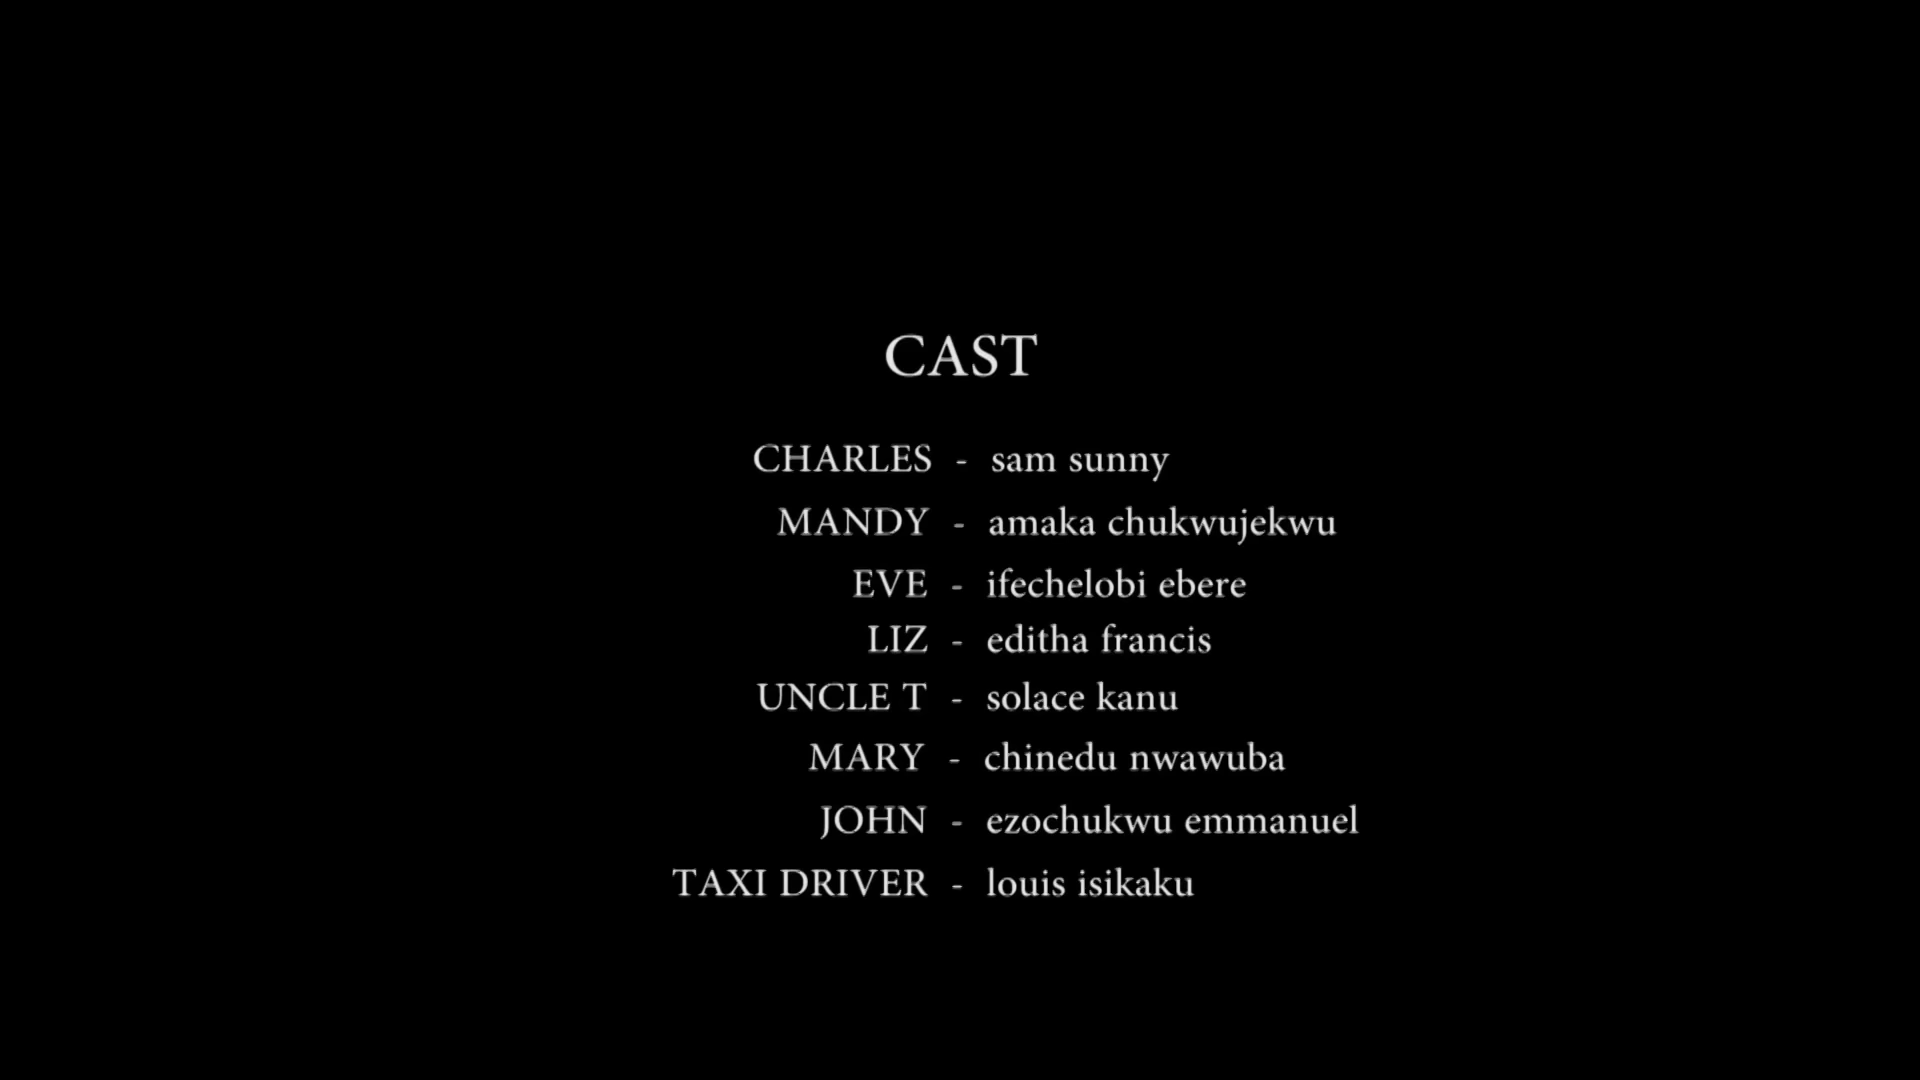 CAST
CHARLES - sam sunny
MANDY - amaka chukwujekwu
EVE - ifechelobi ebere
LIZ - editha francis
UNCLE T - solace kanu
MARY - chinedu nwawuba
JOHN - ezochukwu emmanuel
TAXI DRIVER - louis isikaku